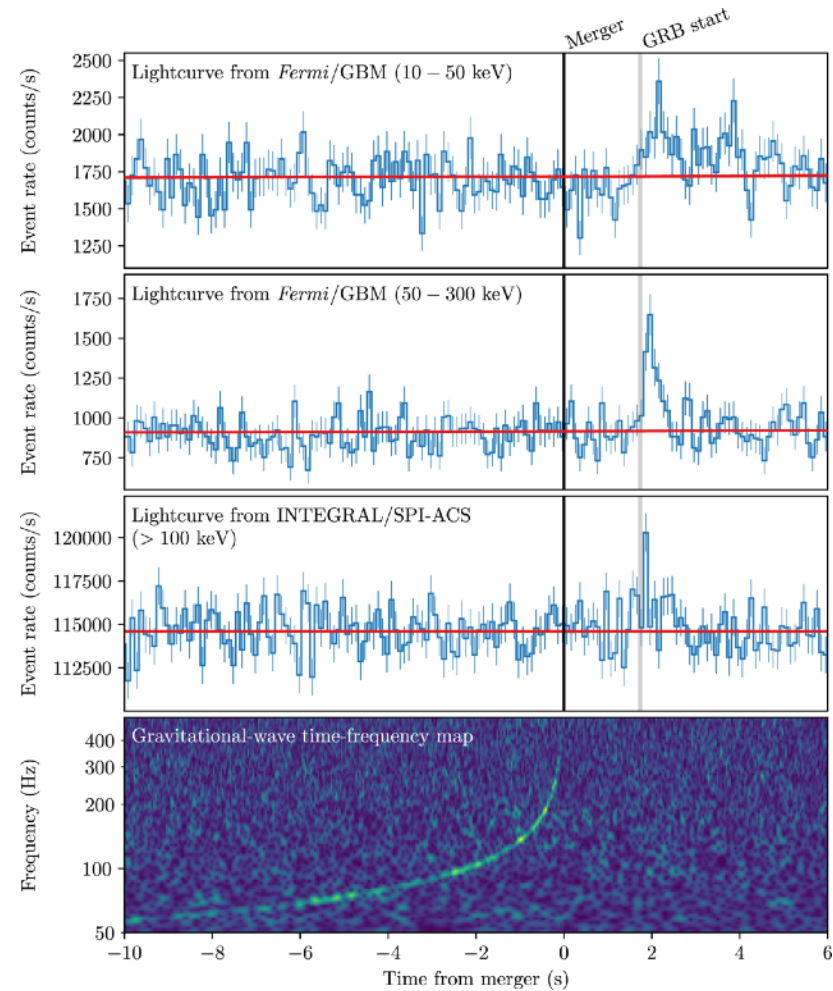 Merger
GRB start
Lightcurve from Fermi/GBM (10 − 50 keV)
Event rate (counts/s)
2500
2250
2000
1750
1500
1250
Lightcurve from Fermi/GBM (50 − 300 keV)
Event rate (counts/s)
1750
1500
1250
1000
750
Lightcurve from INTEGRAL/SPI-ACS
(> 100 keV)
Event rate (counts/s)
120000
117500
115000
112500
Gravitational-wave time-frequency map
Frequency (Hz)
400
300
200
100
50
−10
−8
−6
−4
−2
0
2
4
6
Time from merger (s)